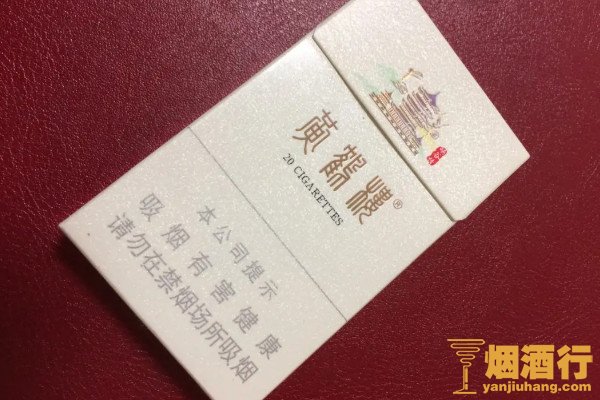 黄鹤楼®
20 CIGARETTES
本公司提示
吸烟有害健康
请勿在禁烟场所吸烟
烟酒行
yanjiuhang.com